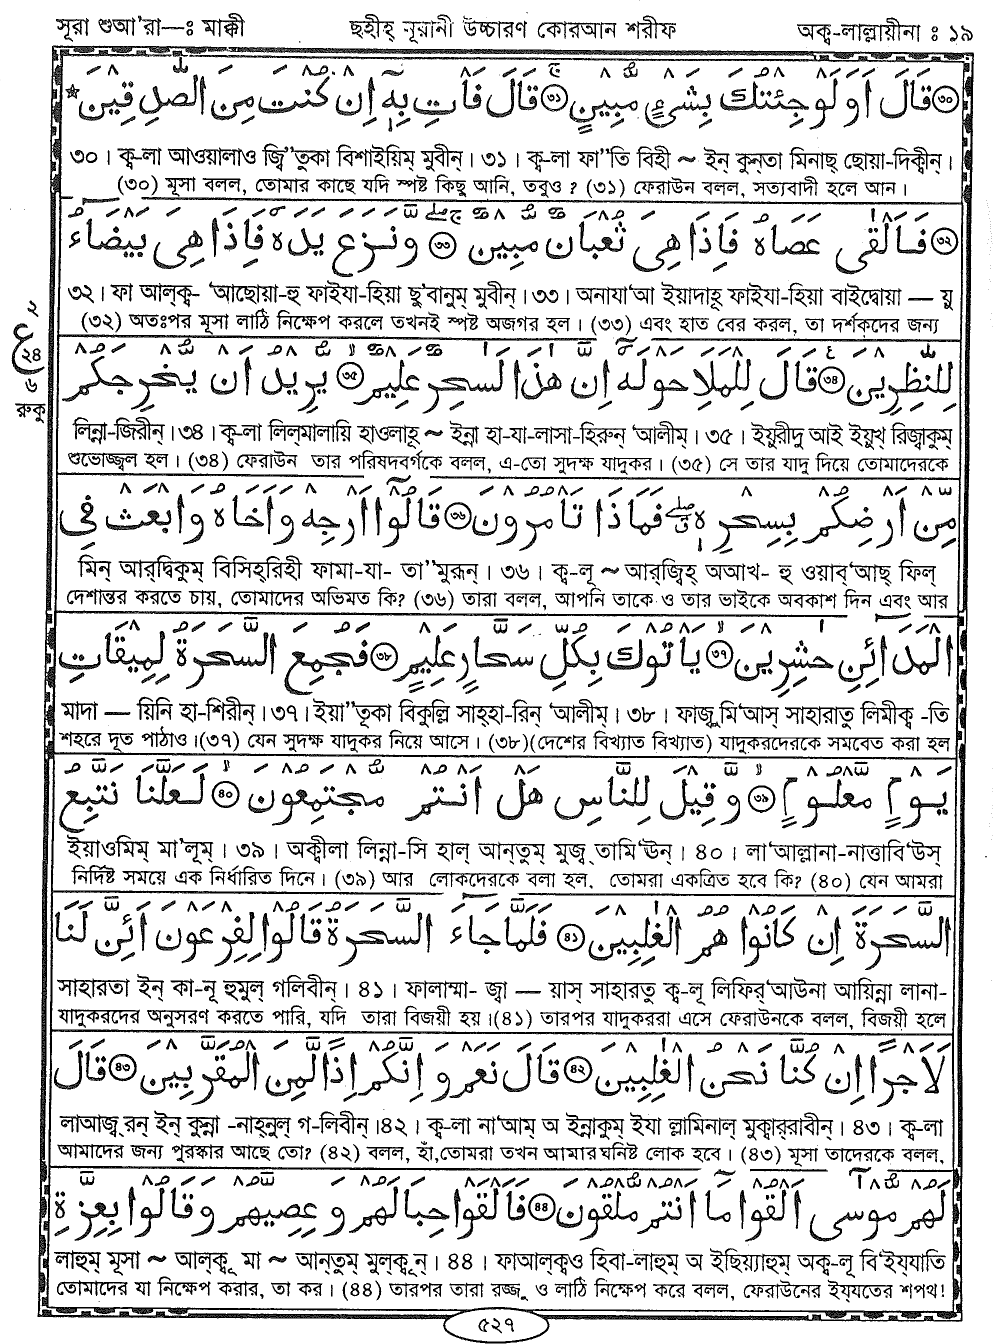 সূরা শুআ'রা—ঃ মাক্কী ছহীহ্ নূরানী উচ্চারণ কোরআন শরীফ অক্ব-লাল্লাযীনা ঃ ১৯
۞ قَالَ اَوَلَوْ جِئْتُكَ بِشَىْءٍ مُّبِيْنٍ ۞ قَالَ فَاْتِ بِهٖٓ اِنْ كُنْتَ مِنَ الصّٰدِقِيْنَ
৩০। ক্ব-লা আওয়ালাও জ্বি"তুকা বিশাইয়িম্ মুবীন্। ৩১। ক্ব-লা ফা"তি বিহী ~ ইন্ কুন্তা মিনাছ্ ছোয়া-দিক্বীন্।
(৩০) মূসা বলল, তোমার কাছে যদি স্পষ্ট কিছু আনি, তবুও? (৩১) ফেরাউন বলল, সত্যবাদী হলে আন।
۞ فَاَلْقٰى عَصَاهُ فَاِذَا هِىَ ثُعْبَانٌ مُّبِيْنٌ ۞ وَّنَزَعَ يَدَهٗ فَاِذَا هِىَ بَيْضَآءُ
৩২। ফা আল্ক্ব- 'আছোয়া-হু ফাইযা-হিয়া ছু'বানুম্ মুবীন্। ৩৩। অনাযা'আ ইয়াদাহূ ফাইযা-হিয়া বাইদ্বোয়া — য়ু
(৩২) অতঃপর মূসা লাঠি নিক্ষেপ করলে তখনই স্পষ্ট অজগর হল। (৩৩) এবং হাত বের করল, তা দর্শকদের জন্য
لِلنّٰظِرِيْنَ ۞ قَالَ لِلْمَلَاِ حَوْلَهٗٓ اِنَّ هٰذَا لَسٰحِرٌ عَلِيْمٌ ۞ يُّرِيْدُ اَنْ يُّخْرِجَكُمْ
লিন্না-জিরীন্। ৩৪। ক্ব-লা লিল্মালায়ি হাওলাহূ ~ ইন্না হা-যা-লাসা-হিরুন্ 'আলীম্। ৩৫। ইয়ুরীদু আই ইয়ুখ্ রিজ্বাকুম্
শুভোজ্জ্বল হল। (৩৪) ফেরাউন তার পরিষদবর্গকে বলল, এ-তো সুদক্ষ যাদুকর। (৩৫) সে তার যাদু দিয়ে তোমাদেরকে
২
ع
২৪
৬
রুকু
مِّنْ اَرْضِكُمْ بِسِحْرِهٖ فَمَاذَا تَاْمُرُوْنَ ۞ قَالُوْٓا اَرْجِهْ وَاَخَاهُ وَابْعَثْ فِى
মিন্ আর্দ্বিকুম্ বিসিহ্রিহী ফামা-যা- তা"মুরূন্। ৩৬। ক্ব-লূ ~ আর্জ্বিহ্ অআখ- হু ওয়াব্'আছ্ ফিল্
দেশান্তর করতে চায়, তোমাদের অভিমত কি? (৩৬) তারা বলল, আপনি তাকে ও তার ভাইকে অবকাশ দিন এবং আর
الْمَدَآئِنِ حٰشِرِيْنَ ۞ يَاْتُوْكَ بِكُلِّ سَحَّارٍ عَلِيْمٍ ۞ فَجُمِعَ السَّحَرَةُ لِمِيْقَاتِ
মাদা — য়িনি হা-শিরীন্। ৩৭। ইয়া"তূকা বিকুল্লি সাহ্হা-রিন্ 'আলীম্। ৩৮। ফাজ্বুমি'আস্ সাহারাতু লিমীক্ব -তি
শহরে দূত পাঠাও।(৩৭) যেন সুদক্ষ যাদুকর নিয়ে আসে। (৩৮)(দেশের বিখ্যাত বিখ্যাত) যাদুকরদেরকে সমবেত করা হল
يَوْمٍ مَّعْلُوْمٍ ۞ وَّقِيْلَ لِلنَّاسِ هَلْ اَنْتُمْ مُّجْتَمِعُوْنَ ۞ لَعَلَّنَا نَتَّبِعُ
ইয়াওমিম্ মা'লূম্। ৩৯। অক্বীলা লিন্না-সি হাল্ আন্তুম্ মুজ্ব্ তামি'ঊন্। ৪০। লা'আল্লানা-নাত্তাবি'উস্
নির্দিষ্ট সময়ে এক নির্ধারিত দিনে। (৩৯) আর লোকদেরকে বলা হল, তোমরা একত্রিত হবে কি? (৪০) যেন আমরা
السَّحَرَةَ اِنْ كَانُوْا هُمُ الْغٰلِبِيْنَ ۞ فَلَمَّا جَآءَ السَّحَرَةُ قَالُوْا لِفِرْعَوْنَ اَئِنَّ لَنَا
সাহারতা ইন্ কা-নূ হুমুল্ গলিবীন্। ৪১। ফালাম্মা- জ্বা — য়াস্ সাহারতু ক্ব-লূ লিফির্'আউনা আয়িন্না লানা-
যাদুকরদের অনুসরণ করতে পারি, যদি তারা বিজয়ী হয়।(৪১) তারপর যাদুকররা এসে ফেরাউনকে বলল, বিজয়ী হলে
لَاَجْرًا اِنْ كُنَّا نَحْنُ الْغٰلِبِيْنَ ۞ قَالَ نَعَمْ وَاِنَّكُمْ اِذًا لَّمِنَ الْمُقَرَّبِيْنَ ۞ قَالَ
লাআজ্ব্ রন্ ইন্ কুন্না -নাহ্নুল্ গ-লিবীন্।৪২। ক্ব-লা না'আম্ অ ইন্নাকুম্ ইযা ল্লামিনাল্ মুক্বার্রাবীন্। ৪৩। ক্ব-লা
আমাদের জন্য পুরস্কার আছে তো? (৪২) বলল, হাঁ,তোমরা তখন আমার ঘনিষ্ট লোক হবে। (৪৩) মূসা তাদেরকে বলল,
لَهُمْ مُّوْسٰٓى اَلْقُوْا مَآ اَنْتُمْ مُّلْقُوْنَ ۞ فَاَلْقَوْا حِبَالَهُمْ وَعِصِيَّهُمْ وَقَالُوْا بِعِزَّةِ
লাহুম্ মূসা ~ আল্ক্বূ মা ~ আন্তুম্ মুল্ক্বূন্। ৪৪। ফাআল্ক্বও হিবা-লাহুম্ অ ইছিয়্যাহুম্ অক্ব-লূ বি'ইয্যাতি
তোমাদের যা নিক্ষেপ করার, তা কর। (৪৪) তারপর তারা রজ্জু ও লাঠি নিক্ষেপ করে বলল, ফেরাউনের ইয্যতের শপথ!
৫২৭